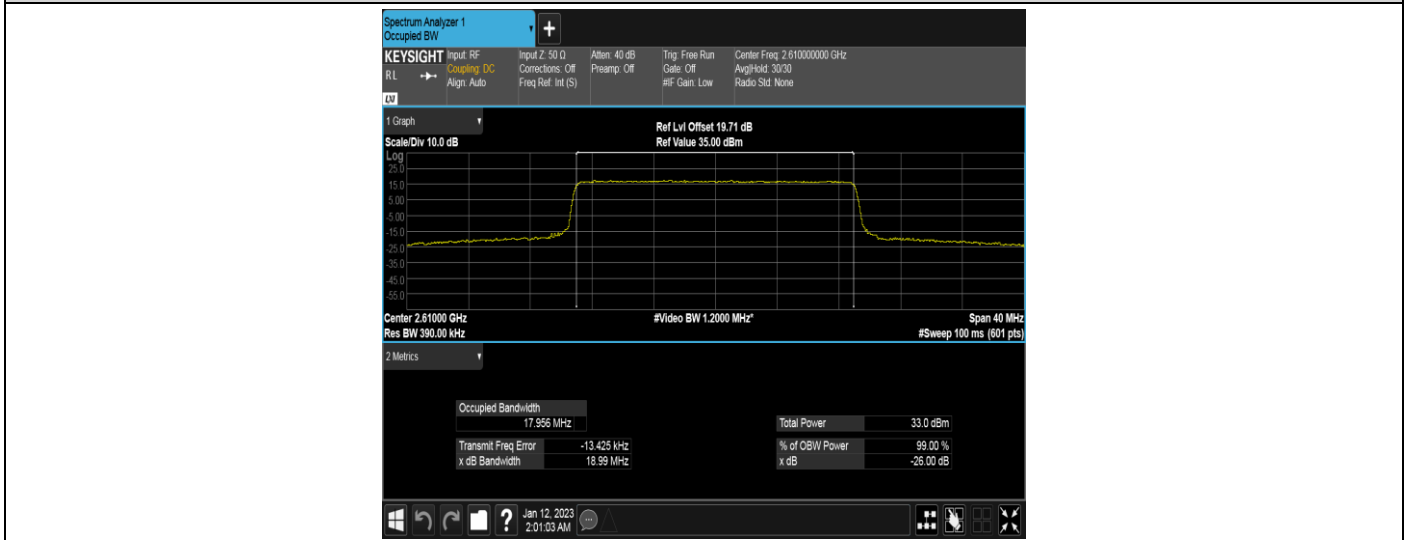 Spectrum Analyzer 1
Occupied BW
+
KEYSIGHT Input: RF Input Z: 50 Ω Atten: 40 dB Trig: Free Run Center Freq: 2.610000000 GHz
RL Coupling: DC Corrections: Off Preamp: Off Gate: Off Avg|Hold: 30/30
Align: Auto Freq Ref: Int (S) #IF Gain: Low Radio Std: None
LXI
1 Graph
Ref Lvl Offset 19.71 dB
Scale/Div 10.0 dB Ref Value 35.00 dBm
Log
25.0
15.0
5.00
-5.00
-15.0
-25.0
-35.0
-45.0
-55.0
Center 2.61000 GHz #Video BW 1.2000 MHz* Span 40 MHz
Res BW 390.00 kHz #Sweep 100 ms (601 pts)
2 Metrics
Occupied Bandwidth
17.956 MHz Total Power 33.0 dBm
Transmit Freq Error -13.425 kHz % of OBW Power 99.00 %
x dB Bandwidth 18.99 MHz x dB -26.00 dB
? Jan 12, 2023
2:01:03 AM